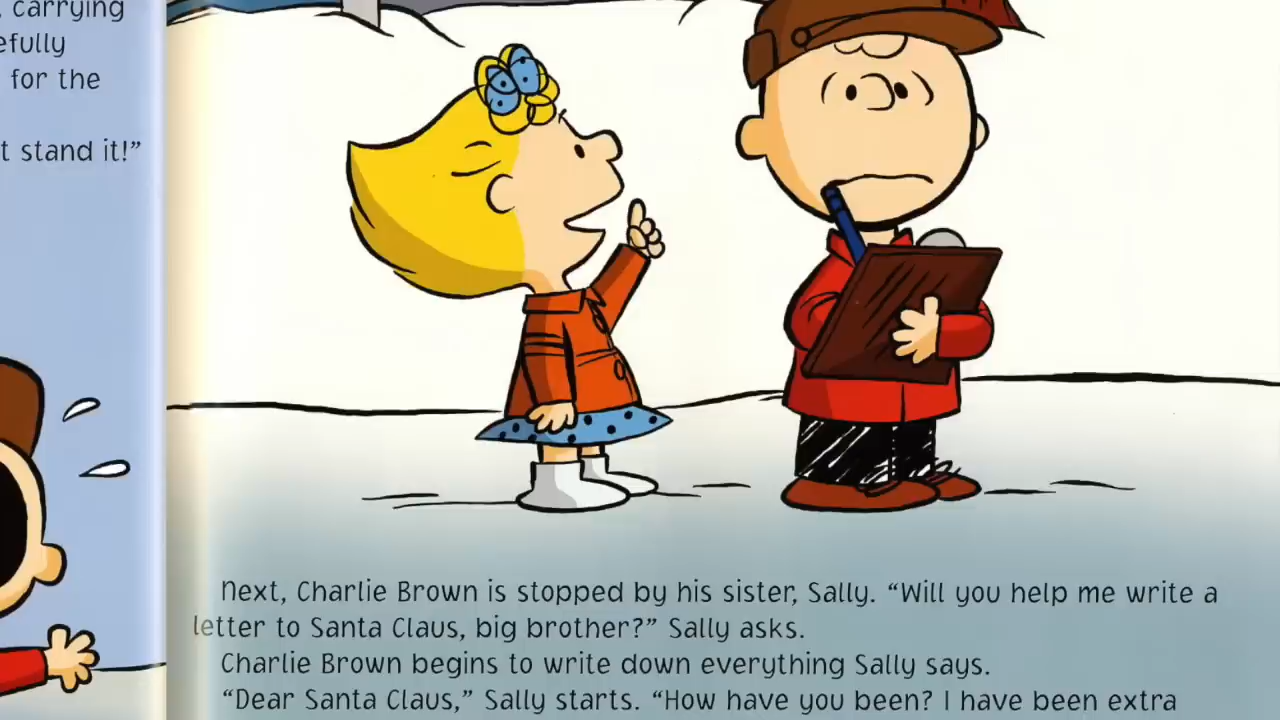 carrying
for the
t stand it!”
Next, Charlie Brown is stopped by his sister, Sally. “Will you help me write a
letter to Santa Claus, big brother?” Sally asks.
Charlie Brown begins to write down everything Sally says.
“Dear Santa Claus,” Sally starts. “How have you been? I have been extra